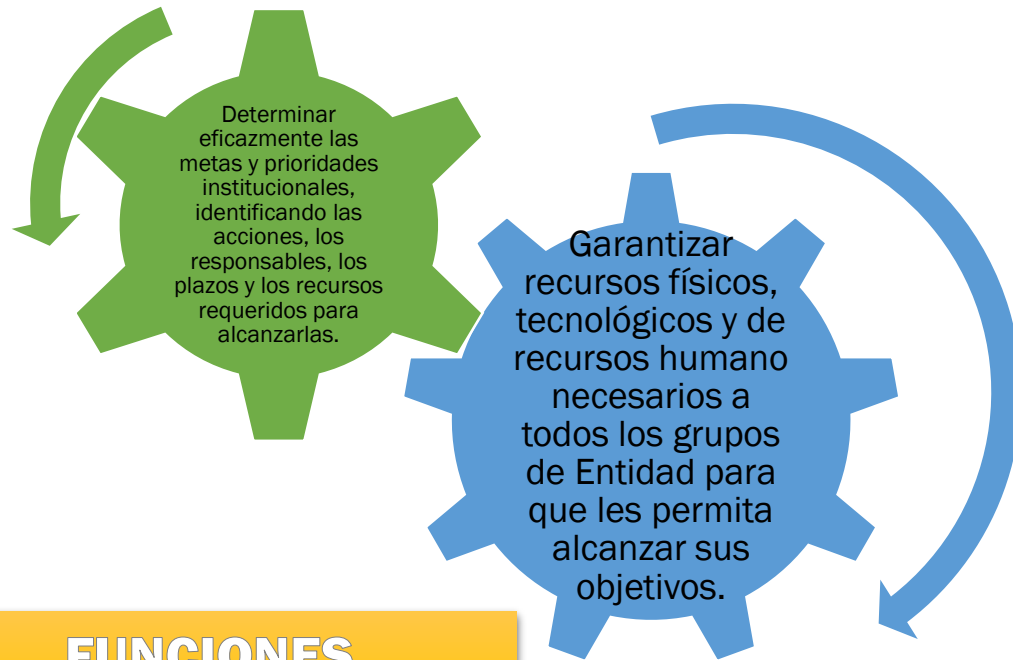 Determinar
eficazmente las
metas y prioridades
institucionales,
identificando las
acciones, los
responsables, los
plazos y los recursos
requeridos para
alcanzarlas.
Garantizar
recursos físicos,
tecnológicos y de
recursos humano
necesarios a
todos los grupos
de Entidad para
que les permita
alcanzar sus
objetivos.
FUNCIONES